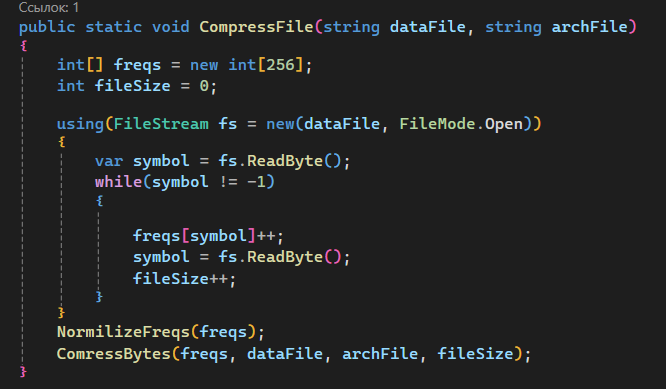 Ссылок: 1
public static void CompressFile(string dataFile, string archFile)
{
int[] freqs = new int[256];
int fileSize = 0;
using(FileStream fs = new(dataFile, FileMode.Open))
{
var symbol = fs.ReadByte();
while(symbol != -1)
{
freqs[symbol]++;
symbol = fs.ReadByte();
fileSize++;
}
}
NormilizeFreqs(freqs);
ComressBytes(freqs, dataFile, archFile, fileSize);
}